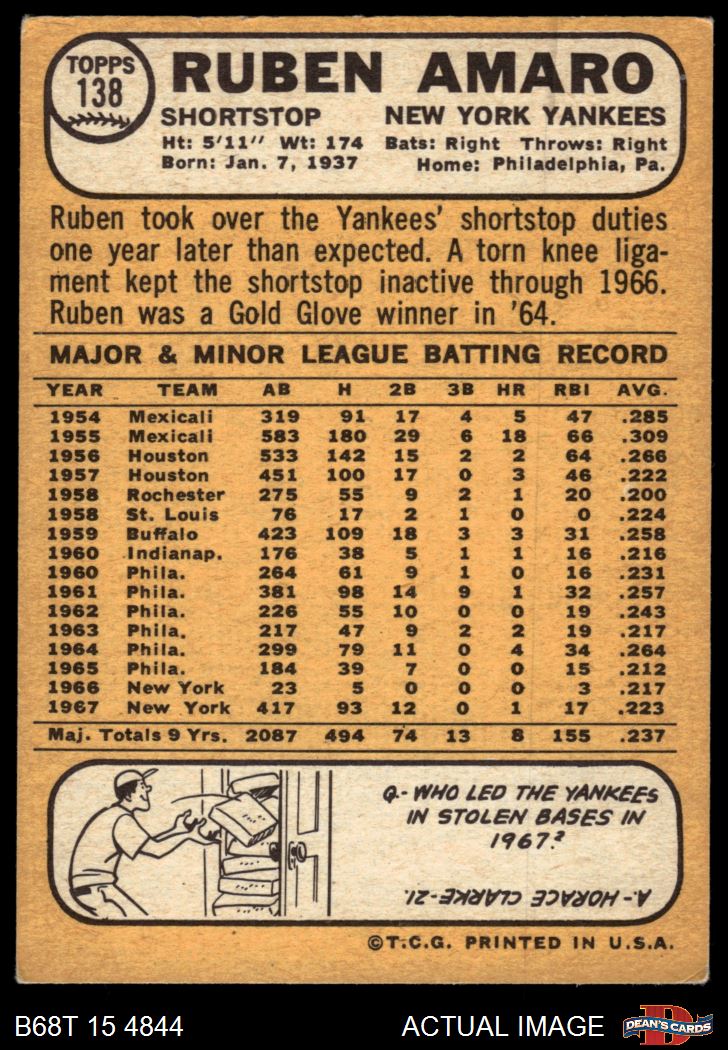 TOPPS
138
RUBEN AMARO
SHORTSTOP NEW YORK YANKEES
Ht: 5'11'' Wt: 174 Bats: Right Throws: Right
Born: Jan. 7, 1937 Home: Philadelphia, Pa.
Ruben took over the Yankees' shortstop duties
one year later than expected. A torn knee liga-
ment kept the shortstop inactive through 1966.
Ruben was a Gold Glove winner in '64.
MAJOR & MINOR LEAGUE BATTING RECORD
YEAR TEAM AB H 2B 3B HR RBI AVG.
1954 Mexicali 319 91 17 4 5 47 .285
1955 Mexicali 583 180 29 6 18 66 .309
1956 Houston 533 142 15 2 2 64 .266
1957 Houston 451 100 17 0 3 46 .222
1958 Rochester 275 55 9 2 1 20 .200
1958 St. Louis 76 17 2 1 0 0 .224
1959 Buffalo 423 109 18 3 3 31 .258
1960 Indianap. 176 38 5 1 1 16 .216
1960 Phila. 264 61 9 1 0 16 .231
1961 Phila. 381 98 14 9 1 32 .257
1962 Phila. 226 55 10 0 0 19 .243
1963 Phila. 217 47 9 2 2 19 .217
1964 Phila. 299 79 11 0 4 34 .264
1965 Phila. 184 39 7 0 0 15 .212
1966 New York 23 5 0 0 0 3 .217
1967 New York 417 93 12 0 1 17 .223
Maj. Totals 9 Yrs. 2087 494 74 13 8 155 .237
Q.- WHO LED THE YANKEES
IN STOLEN BASES IN
1967?
A.- HORACE CLARKE-21.
©T.C.G. PRINTED IN U.S.A.
B68T 15 4844 ACTUAL IMAGE
D
DEAN'S CARDS